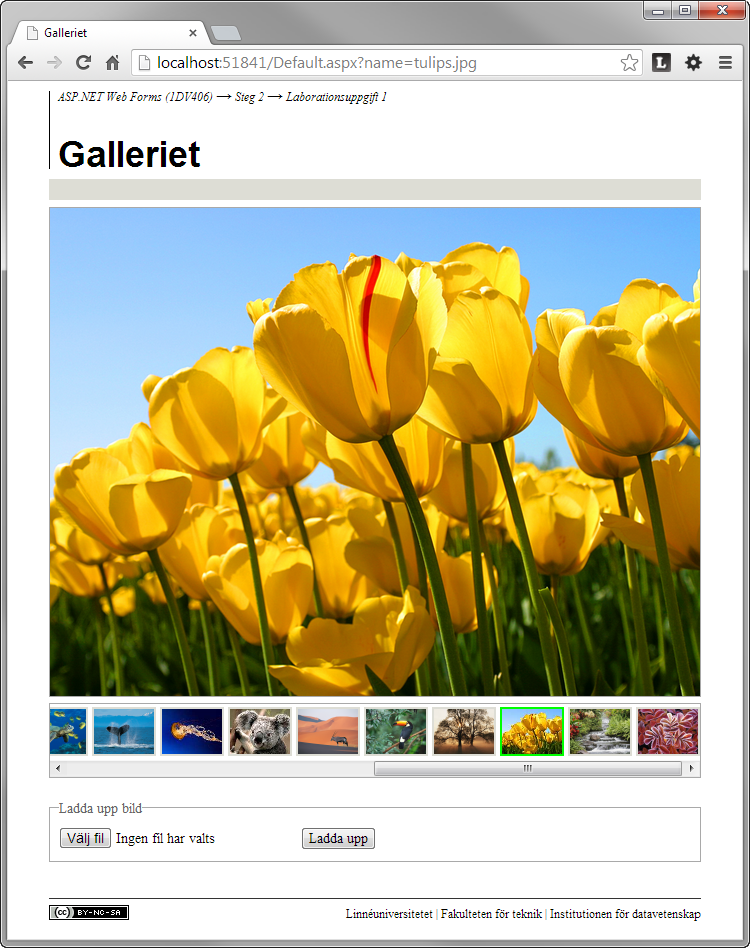 Galleriet
localhost:51841/Default.aspx?name=tulips.jpg
L
ASP.NET Web Forms (1DV406) → Steg 2 → Laborationsuppgift 1
Galleriet
Ladda upp bild
Välj fil Ingen fil har valts Ladda upp
(cc) BY-NC-SA Linnéuniversitetet | Fakulteten för teknik | Institutionen för datavetenskap